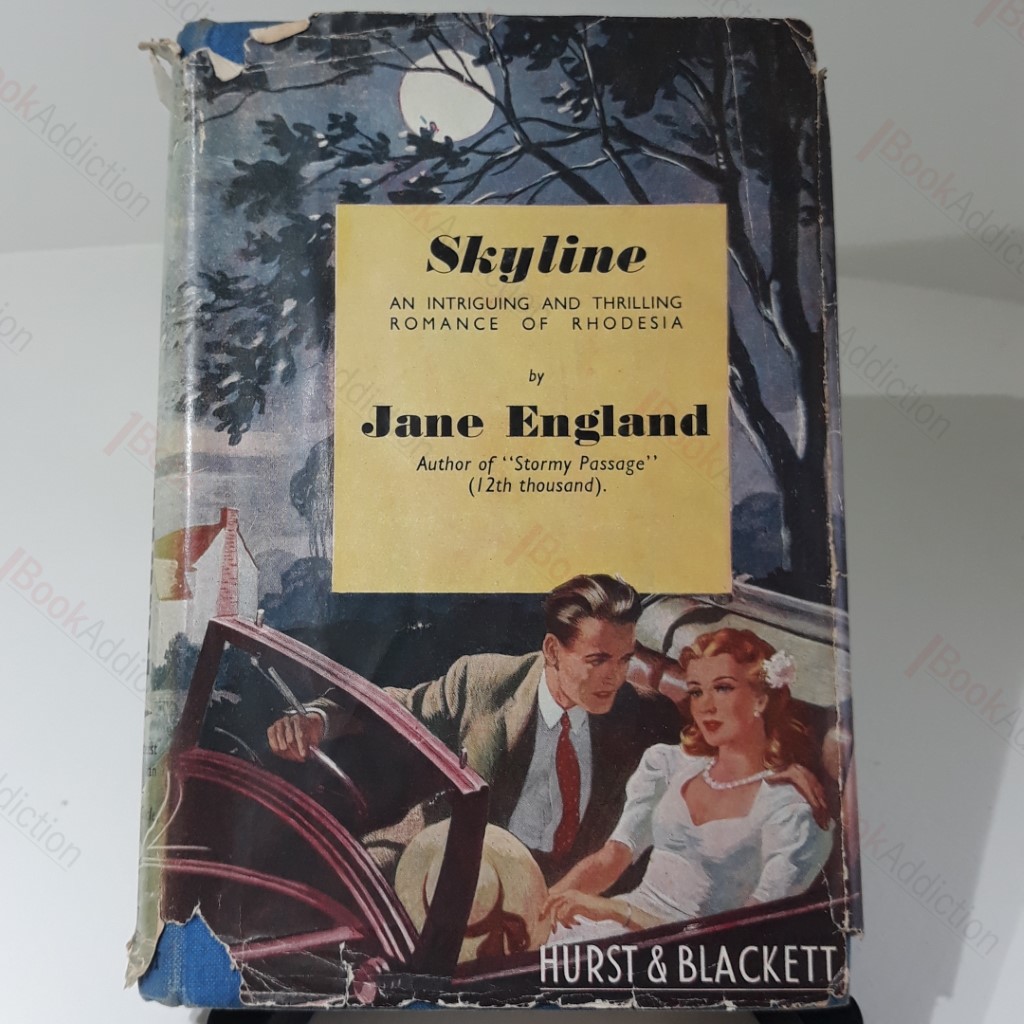 Skyline
AN INTRIGUING AND THRILLING
ROMANCE OF RHODESIA
by
Jane England
Author of "Stormy Passage"
(12th thousand).
HURST & BLACKETT
BookAddiction